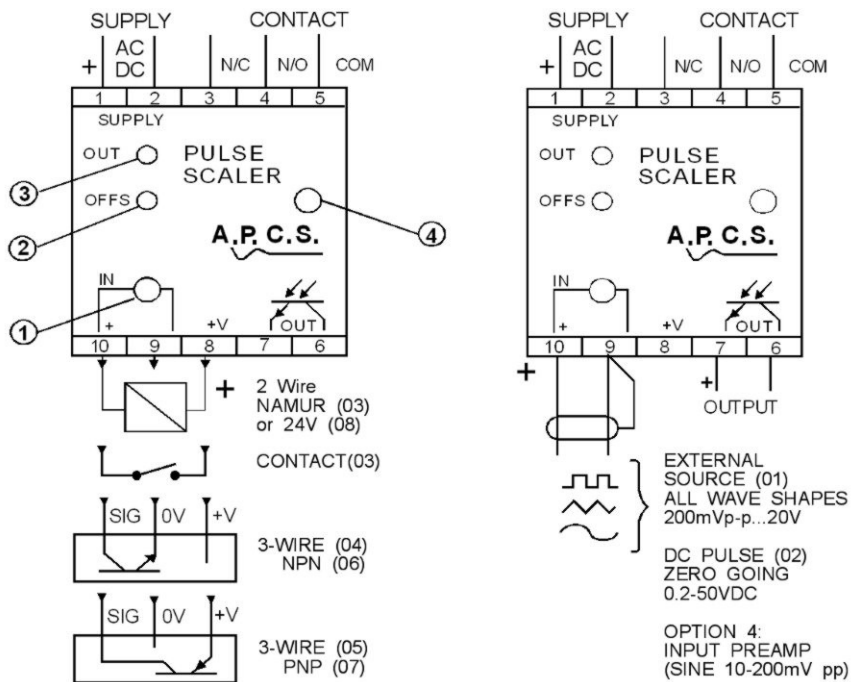 SUPPLY CONTACT
+ AC DC N/C N/O COM
1 2 3 4 5
SUPPLY
OUT PULSE SCALER
3
OFFS
2
4
A.P.C.S.
IN
1
+ +V OUT
10 9 8 7 6
+ 2 Wire
NAMUR (03)
or 24V (08)
CONTACT(03)
SIG 0V +V
3-WIRE (04)
NPN (06)
SIG 0V +V
3-WIRE (05)
PNP (07)
SUPPLY CONTACT
+ AC DC N/C N/O COM
1 2 3 4 5
SUPPLY
OUT PULSE SCALER
OFFS
A.P.C.S.
IN
+ +V OUT
10 9 8 7 6
+ +
OUTPUT
EXTERNAL
SOURCE (01)
ALL WAVE SHAPES
200mVp-p...20V
DC PULSE (02)
ZERO GOING
0.2-50VDC
OPTION 4:
INPUT PREAMP
(SINE 10-200mV pp)